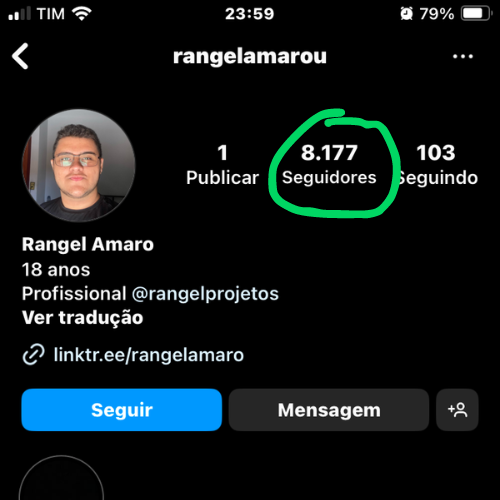 TIM 23:59 79%
rangelamarou
1 8.177 103
Publicar Seguidores Seguindo
Rangel Amaro
18 anos
Profissional @rangelprojetos
Ver tradução
linktr.ee/rangelamaro
Seguir Mensagem